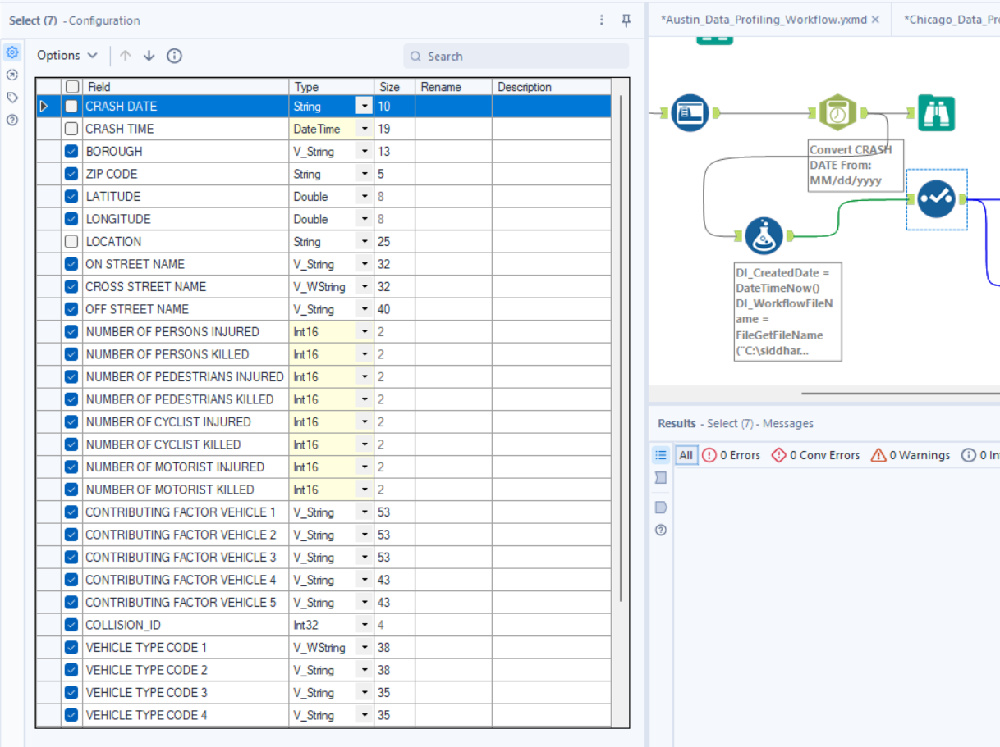 Select (7) - Configuration
Options
Search
Field Type Size Rename Description
CRASH DATE String 10
CRASH TIME DateTime 19
BOROUGH V_String 13
ZIP CODE String 5
LATITUDE Double 8
LONGITUDE Double 8
LOCATION String 25
ON STREET NAME V_String 32
CROSS STREET NAME V_WString 32
OFF STREET NAME V_String 40
NUMBER OF PERSONS INJURED Int16 2
NUMBER OF PERSONS KILLED Int16 2
NUMBER OF PEDESTRIANS INJURED Int16 2
NUMBER OF PEDESTRIANS KILLED Int16 2
NUMBER OF CYCLIST INJURED Int16 2
NUMBER OF CYCLIST KILLED Int16 2
NUMBER OF MOTORIST INJURED Int16 2
NUMBER OF MOTORIST KILLED Int16 2
CONTRIBUTING FACTOR VEHICLE 1 V_String 53
CONTRIBUTING FACTOR VEHICLE 2 V_String 53
CONTRIBUTING FACTOR VEHICLE 3 V_String 53
CONTRIBUTING FACTOR VEHICLE 4 V_String 43
CONTRIBUTING FACTOR VEHICLE 5 V_String 43
COLLISION_ID Int32 4
VEHICLE TYPE CODE 1 V_WString 38
VEHICLE TYPE CODE 2 V_String 38
VEHICLE TYPE CODE 3 V_String 35
VEHICLE TYPE CODE 4 V_String 35
*Austin_Data_Profiling_Workflow.yxmd × *Chicago_Data_Pr
Convert CRASH
DATE From:
MM/dd/yyyy
DI_CreatedDate =
DateTimeNow()
DI_WorkflowFileN
ame =
FileGetFileName
("C:\siddhar...
Results - Select (7) - Messages
All 0 Errors 0 Conv Errors 0 Warnings 0 In